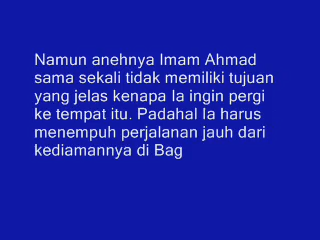 Namun anehnya Imam Ahmad
sama sekali tidak memiliki tujuan
yang jelas kenapa Ia ingin pergi
ke tempat itu. Padahal Ia harus
menempuh perjalanan jauh dari
kediamannya di Bag